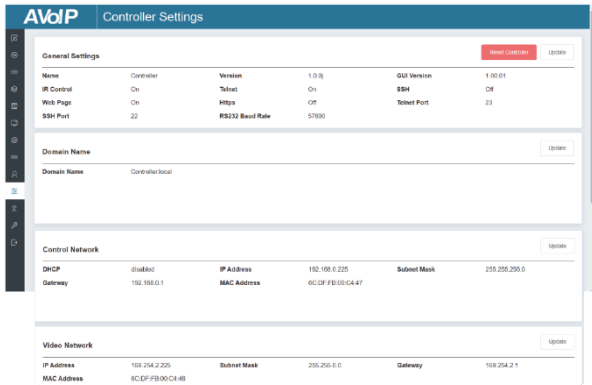 AVoIP Controller Settings
General Settings Reset Controller Update
Name Controller Version 1.0.9j GUI Version 1.00.01
IR Control On Telnet On SSH Off
Web Page On Https Off Telnet Port 23
SSH Port 22 RS232 Baud Rate 57600
Domain Name Update
Domain Name Controller.local
Control Network Update
DHCP disabled IP Address 192.168.0.225 Subnet Mask 255.255.255.0
Gateway 192.168.0.1 MAC Address 6C:DF:FB:00:C4:47
Video Network Update
IP Address 169.254.2.225 Subnet Mask 255.255.0.0 Gateway 169.254.2.1
MAC Address 6C:DF:FB:00:C4:46